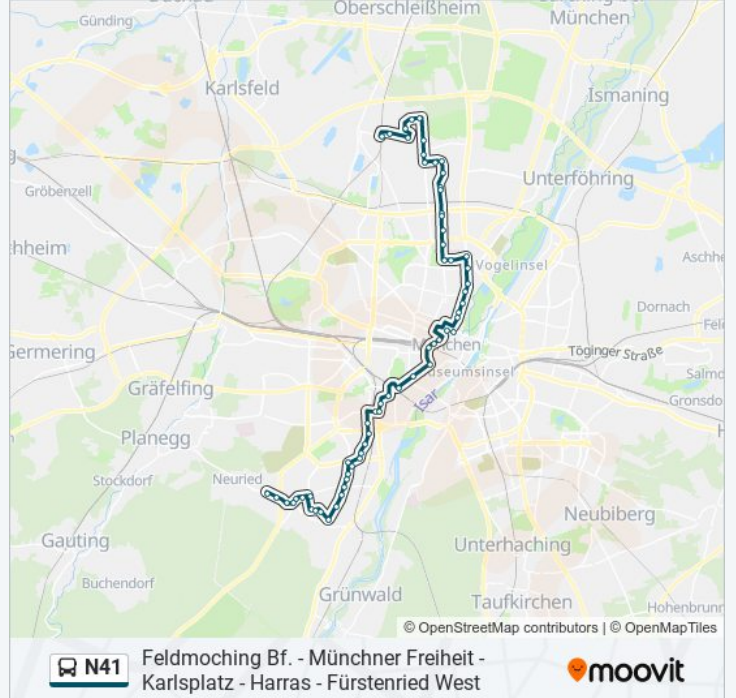 Oberschleißheim
München
Günding
Karlsfeld
Ismaning
Gröbenzell
Unterföhring
chheim
Vogelinsel
Aschhe
Dornach
München
Töginger Straße
Germering
Museumsinsel
Salmd
Gräfelfing
Gronsdo
Isar
Planegg
Stockdorf
Neuried
Neubiberg
Gauting
Unterhaching
Buchendorf
Grünwald
Taufkirchen
Hohenbrunn
© OpenStreetMap contributors | © OpenMapTiles
N41
Feldmoching Bf. - Münchner Freiheit -
Karlsplatz - Harras - Fürstenried West
moovit